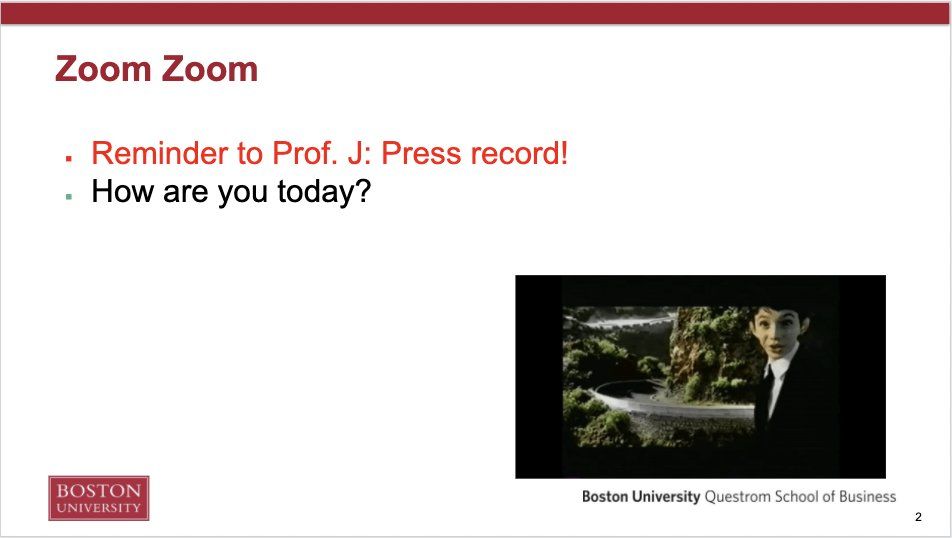 Zoom Zoom
Reminder to Prof. J: Press record!
How are you today?
BOSTON
UNIVERSITY
Boston University Questrom School of Business
2